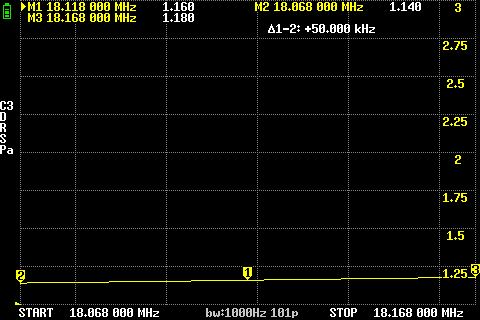 M1 18.118 000 MHz 1.160 M2 18.068 000 MHz 1.140 3
M3 18.168 000 MHz 1.180
Δ1-2: +50.000 kHz
2.75
2.5
C3
D
R
S
Pa
2.25
2
1.75
1.5
1.25
2 1 3
START 18.068 000 MHz bw:1000Hz 101p STOP 18.168 000 MHz